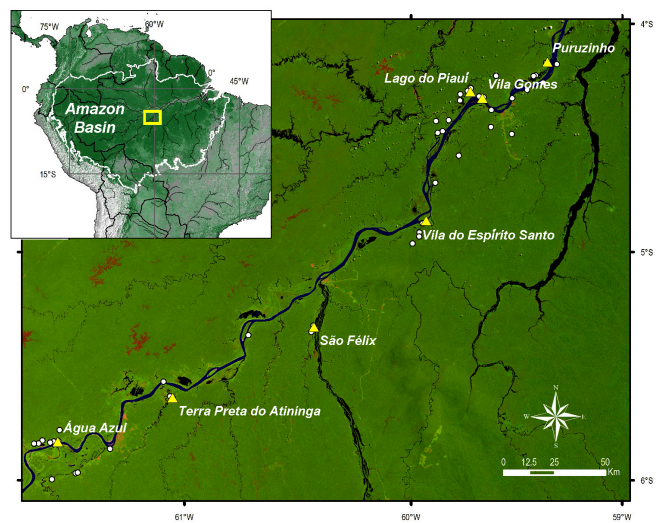 75°W
60°W
0°
45°W
0°
Amazon
Basin
15°S
4°S
Puruzinho
Lago do Piauí
Vila Gomes
5°S
Vila do Espírito Santo
São Félix
Terra Preta do Atininga
Água Azul
N
W
E
S
0
12.5
25
50
Km
6°S
61°W
60°W
59°W